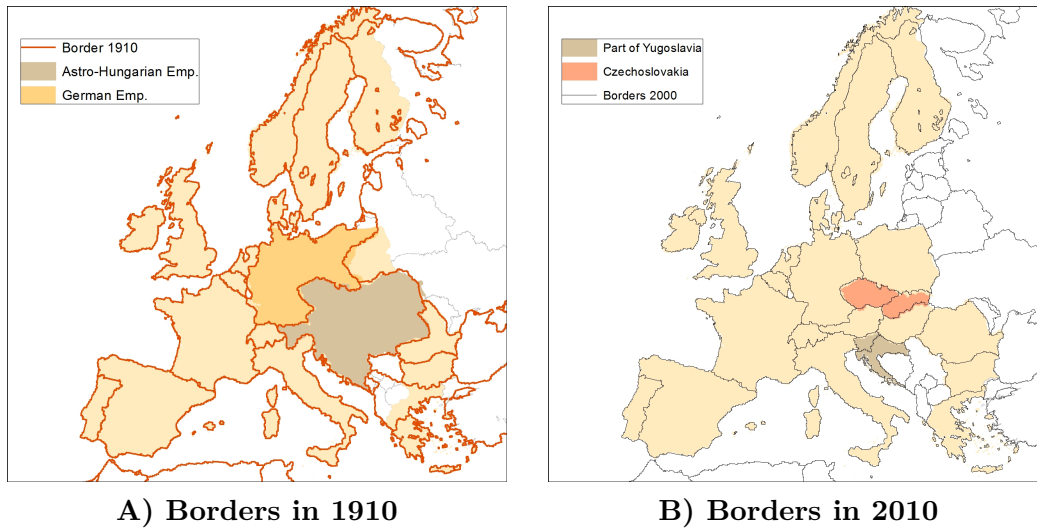 Border 1910
Astro-Hungarian Emp.
German Emp.
Part of Yugoslavia
Czechoslovakia
Borders 2000
A) Borders in 1910
B) Borders in 2010